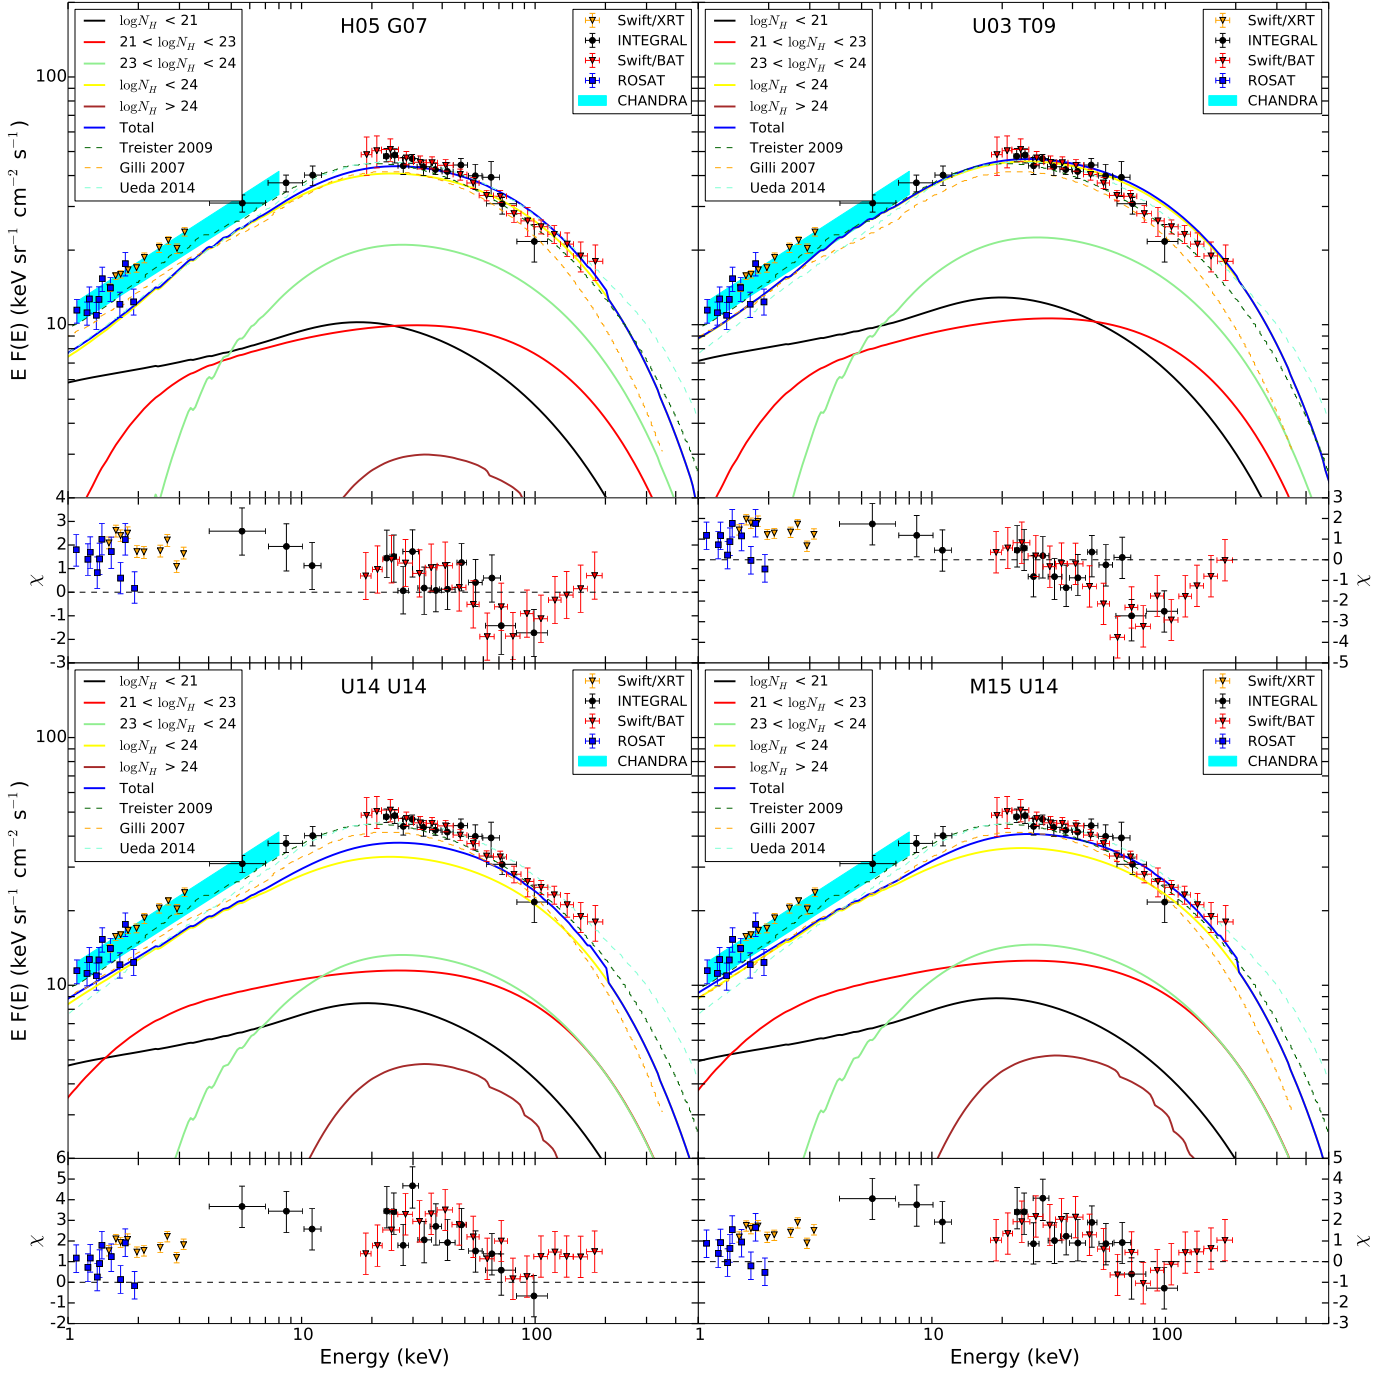 H05 G07
logN_H < 21
21 < logN_H < 23
23 < logN_H < 24
logN_H < 24
logN_H > 24
Total
Treister 2009
Gilli 2007
Ueda 2014
Swift/XRT
INTEGRAL
Swift/BAT
ROSAT
CHANDRA
100
10
4
E F(E) (keV sr⁻¹ cm⁻² s⁻¹)
U03 T09
logN_H < 21
21 < logN_H < 23
23 < logN_H < 24
logN_H < 24
logN_H > 24
Total
Treister 2009
Gilli 2007
Ueda 2014
Swift/XRT
INTEGRAL
Swift/BAT
ROSAT
CHANDRA
3
2
1
0
-1
-2
-3
χ
3
2
1
0
-1
-2
-3
-4
-5
χ
U14 U14
logN_H < 21
21 < logN_H < 23
23 < logN_H < 24
logN_H < 24
logN_H > 24
Total
Treister 2009
Gilli 2007
Ueda 2014
Swift/XRT
INTEGRAL
Swift/BAT
ROSAT
CHANDRA
100
10
6
E F(E) (keV sr⁻¹ cm⁻² s⁻¹)
M15 U14
logN_H < 21
21 < logN_H < 23
23 < logN_H < 24
logN_H < 24
logN_H > 24
Total
Treister 2009
Gilli 2007
Ueda 2014
Swift/XRT
INTEGRAL
Swift/BAT
ROSAT
CHANDRA
5
4
3
2
1
0
-1
-2
χ
5
4
3
2
1
0
-1
-2
-3
χ
1
10
100
Energy (keV)
1
10
100
Energy (keV)